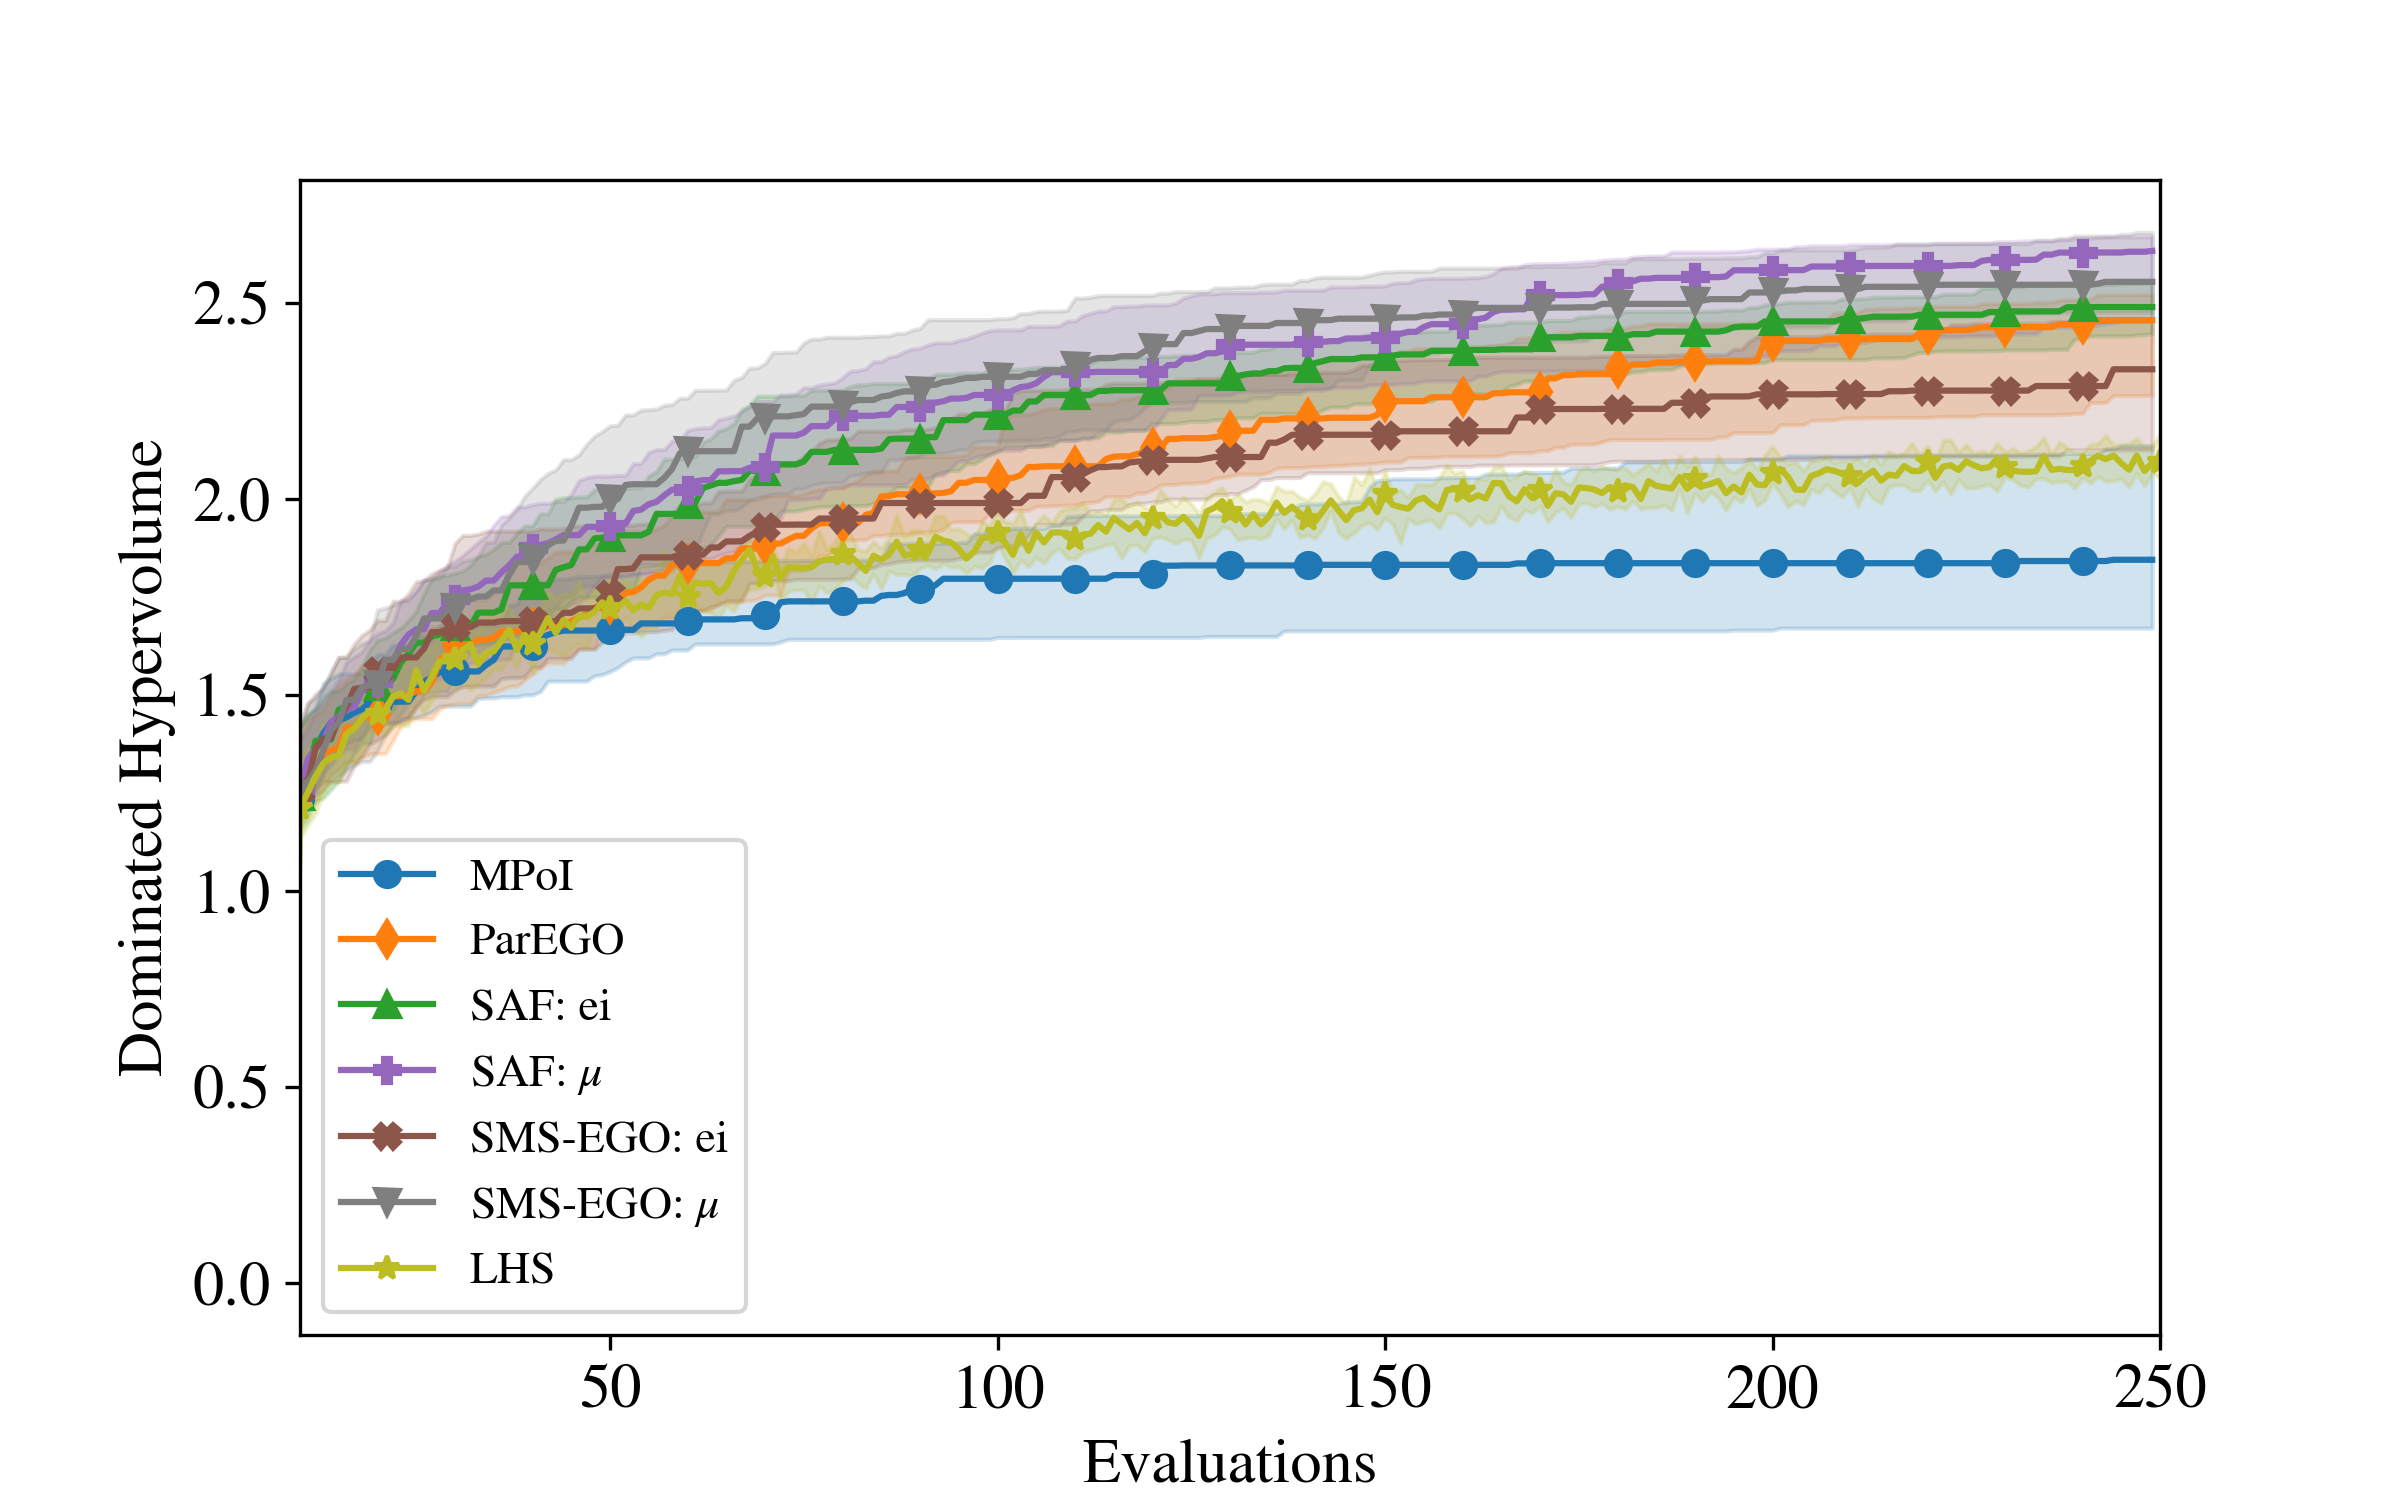 Dominated Hypervolume
2.5
2.0
1.5
1.0
0.5
0.0
MPoI
ParEGO
SAF: ei
SAF: μ
SMS-EGO: ei
SMS-EGO: μ
LHS
50 100 150 200 250
Evaluations